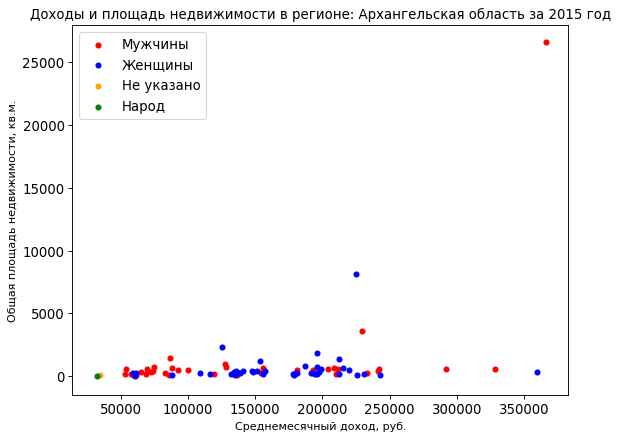 Доходы и площадь недвижимости в регионе: Архангельская область за 2015 год
Мужчины
Женщины
Не указано
Народ
Общая площадь недвижимости, кв.м.
25000
20000
15000
10000
5000
0
50000 100000 150000 200000 250000 300000 350000
Среднемесячный доход, руб.